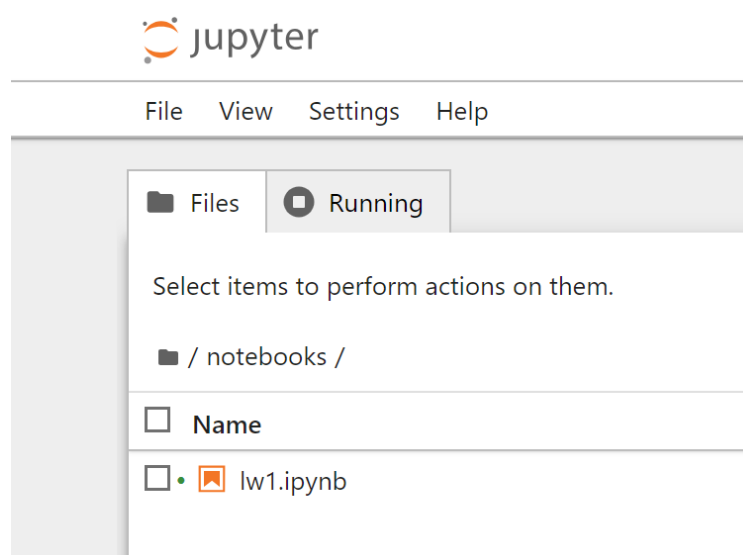 jupyter
File View Settings Help
Files Running
Select items to perform actions on them.
/ notebooks /
Name
lw1.ipynb